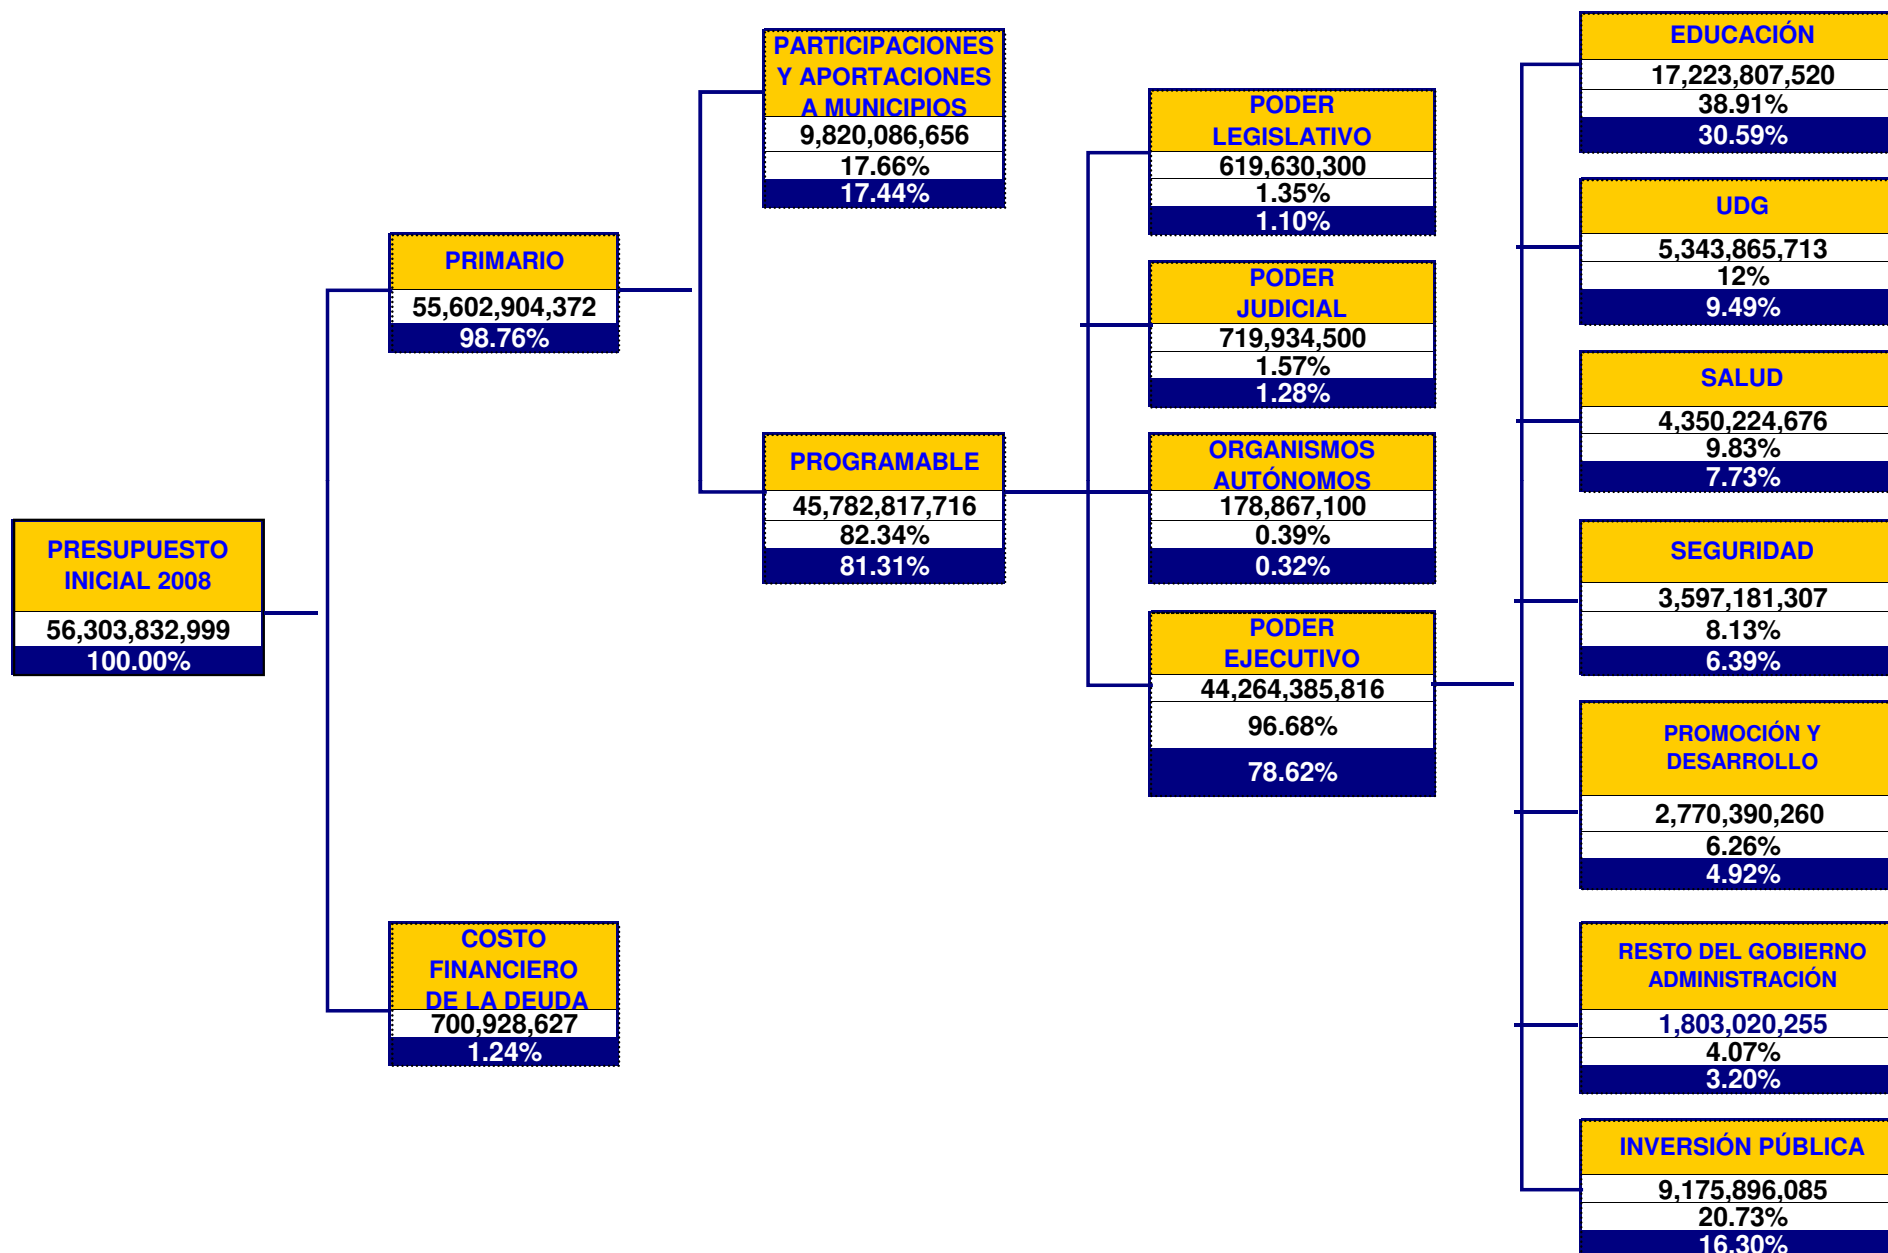 PRESUPUESTO
INICIAL 2008
56,303,832,999
100.00%
PRIMARIO
55,602,904,372
98.76%
COSTO
FINANCIERO
DE LA DEUDA
700,928,627
1.24%
PARTICIPACIONES
Y APORTACIONES
A MUNICIPIOS
9,820,086,656
17.66%
17.44%
PROGRAMABLE
45,782,817,716
82.34%
81.31%
PODER
LEGISLATIVO
619,630,300
1.35%
1.10%
PODER
JUDICIAL
719,934,500
1.57%
1.28%
ORGANISMOS
AUTÓNOMOS
178,867,100
0.39%
0.32%
PODER
EJECUTIVO
44,264,385,816
96.68%
78.62%
EDUCACIÓN
17,223,807,520
38.91%
30.59%
UDG
5,343,865,713
12%
9.49%
SALUD
4,350,224,676
9.83%
7.73%
SEGURIDAD
3,597,181,307
8.13%
6.39%
PROMOCIÓN Y
DESARROLLO
2,770,390,260
6.26%
4.92%
RESTO DEL GOBIERNO
ADMINISTRACIÓN
1,803,020,255
4.07%
3.20%
INVERSIÓN PÚBLICA
9,175,896,085
20.73%
16.30%